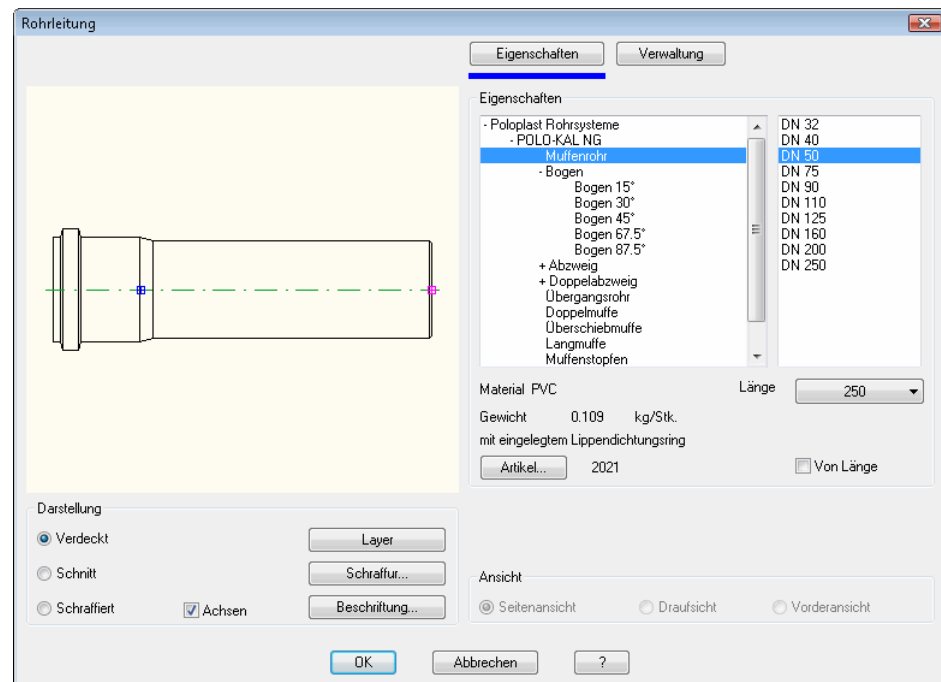 Rohrleitung
Eigenschaften Verwaltung
Eigenschaften
- Poloplast Rohrsysteme
- POLO-KAL NG
Muffenrohr
- Bogen
Bogen 15°
Bogen 30°
Bogen 45°
Bogen 67.5°
Bogen 87.5°
+ Abzweig
+ Doppelabzweig
Übergangsrohr
Doppelmuffe
Überschiebmuffe
Langmuffe
Muffenstopfen
DN 32
DN 40
DN 50
DN 75
DN 90
DN 110
DN 125
DN 160
DN 200
DN 250
Material PVC Länge 250
Gewicht 0.109 kg/Stk.
mit eingelegtem Lippendichtungsring
Artikel... 2021 Von Länge
Darstellung
Verdeckt Layer
Schnitt Schraffur...
Schraffiert Achsen Beschriftung...
Ansicht
Seitenansicht Draufsicht Vorderansicht
OK Abbrechen ?